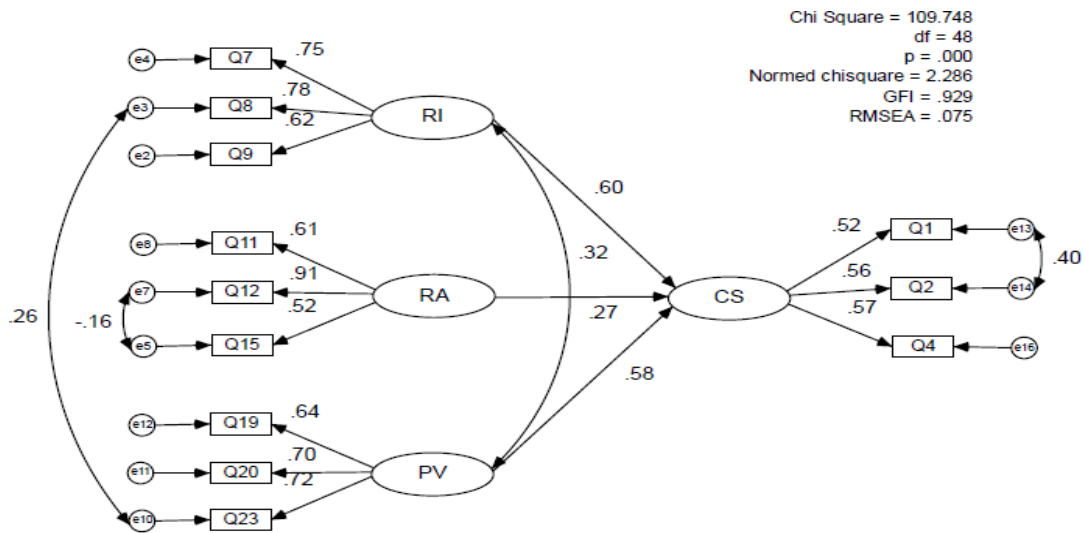 Chi Square = 109.748
df = 48
p = .000
Normed chisquare = 2.286
GFI = .929
RMSEA = .075
e4 Q7 .75
e3 Q8 .78
e2 Q9 .62
RI
.60
e8 Q11 .61
e7 Q12 .91
e5 Q15 .52
RA
.32
.27
CS
.52 Q1 e13
.56 Q2 e14
.57 Q4 e16
.40
.26
-.16
.58
e12 Q19 .64
e11 Q20 .70
e10 Q23 .72
PV